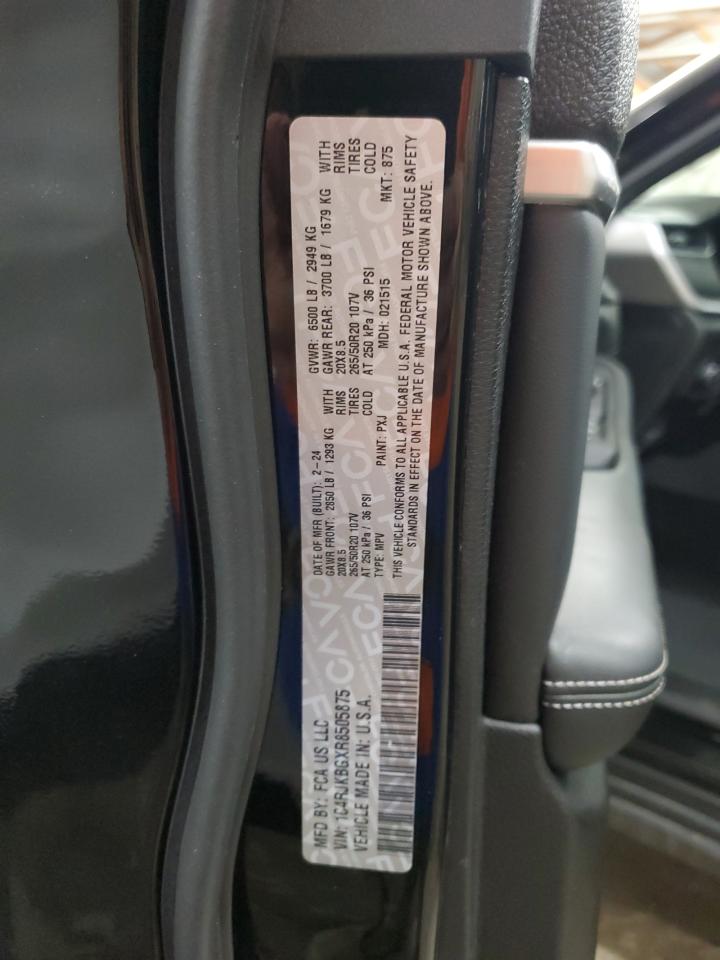 MFD BY: FCA US LLC
DATE OF MFR (BUILT): 2-24
GVWR: 6500 LB / 2949 KG
GAWR FRONT: 2850 LB / 1293 KG WITH
GAWR REAR: 3700 LB / 1679 KG WITH
20X8.5 RIMS
20X8.5 RIMS
265/50R20 107V TIRES
265/50R20 107V TIRES
AT 250 kPa / 36 PSI COLD
AT 250 kPa / 36 PSI COLD
VIN: 1C4RJKBGXR8505875
TYPE: MPV PAINT: PXJ MDH: 021515 MKT: 875
VEHICLE MADE IN: U.S.A.
THIS VEHICLE CONFORMS TO ALL APPLICABLE U.S.A. FEDERAL MOTOR VEHICLE SAFETY
STANDARDS IN EFFECT ON THE DATE OF MANUFACTURE SHOWN ABOVE.